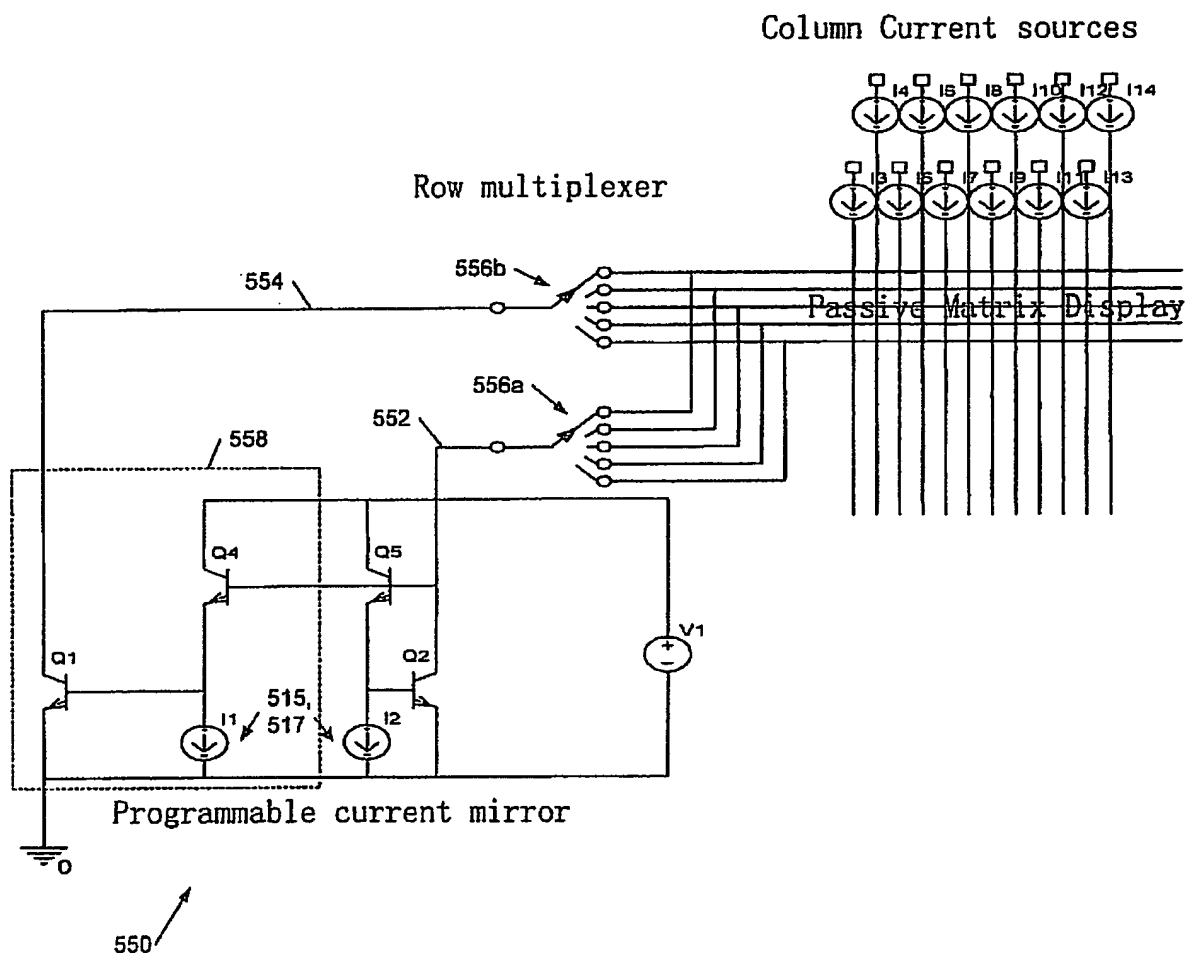 Column Current sources
I4 I5 I8 I10 I12 I14
Row multiplexer
I3 I6 I7 I9 I11 I13
554
556b
Passive Matrix Display
556a
552
558
Q4
Q5
V1
Q1
Q2
515,
517
I1
I2
Programmable current mirror
0
550